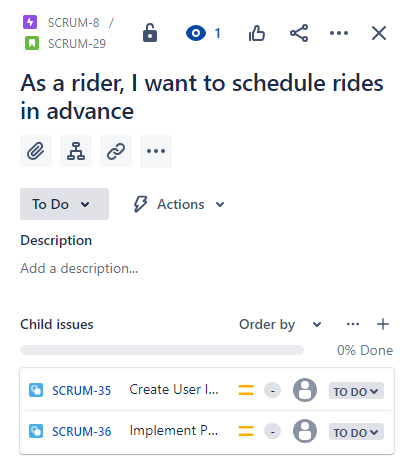 SCRUM-8 /
SCRUM-29
1
As a rider, I want to schedule rides
in advance
To Do
Actions
Description
Add a description...
Child issues
Order by
0% Done
SCRUM-35 Create User I... - TO DO
SCRUM-36 Implement P... - TO DO